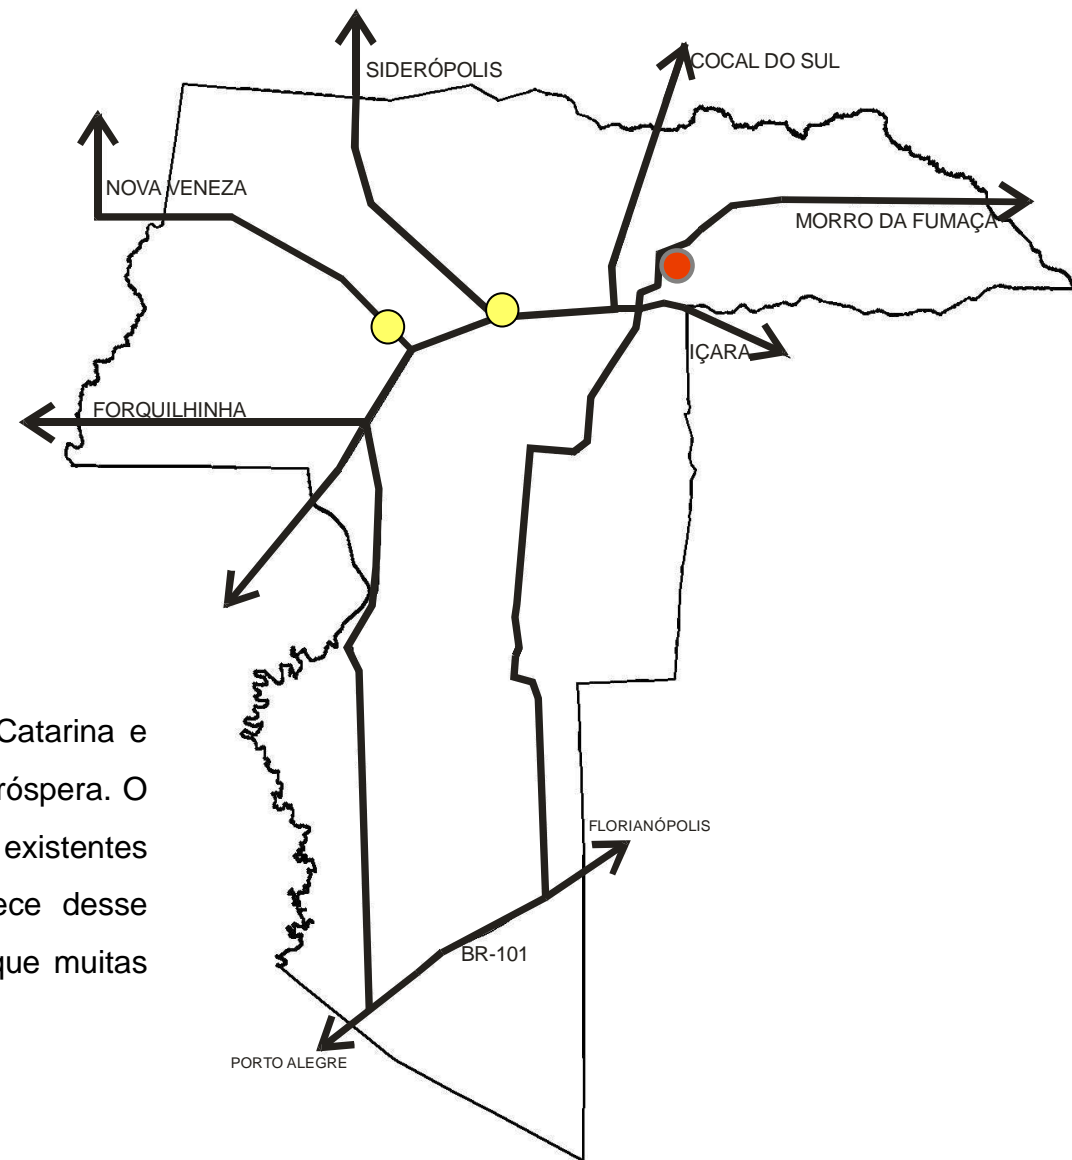 SIDERÓPOLIS
COCAL DO SUL
NOVA VENEZA
MORRO DA FUMAÇA
IÇARA
FORQUILHINHA
Catarina e
róspera. O
existentes
ece desse
que muitas
FLORIANÓPOLIS
BR-101
PORTO ALEGRE